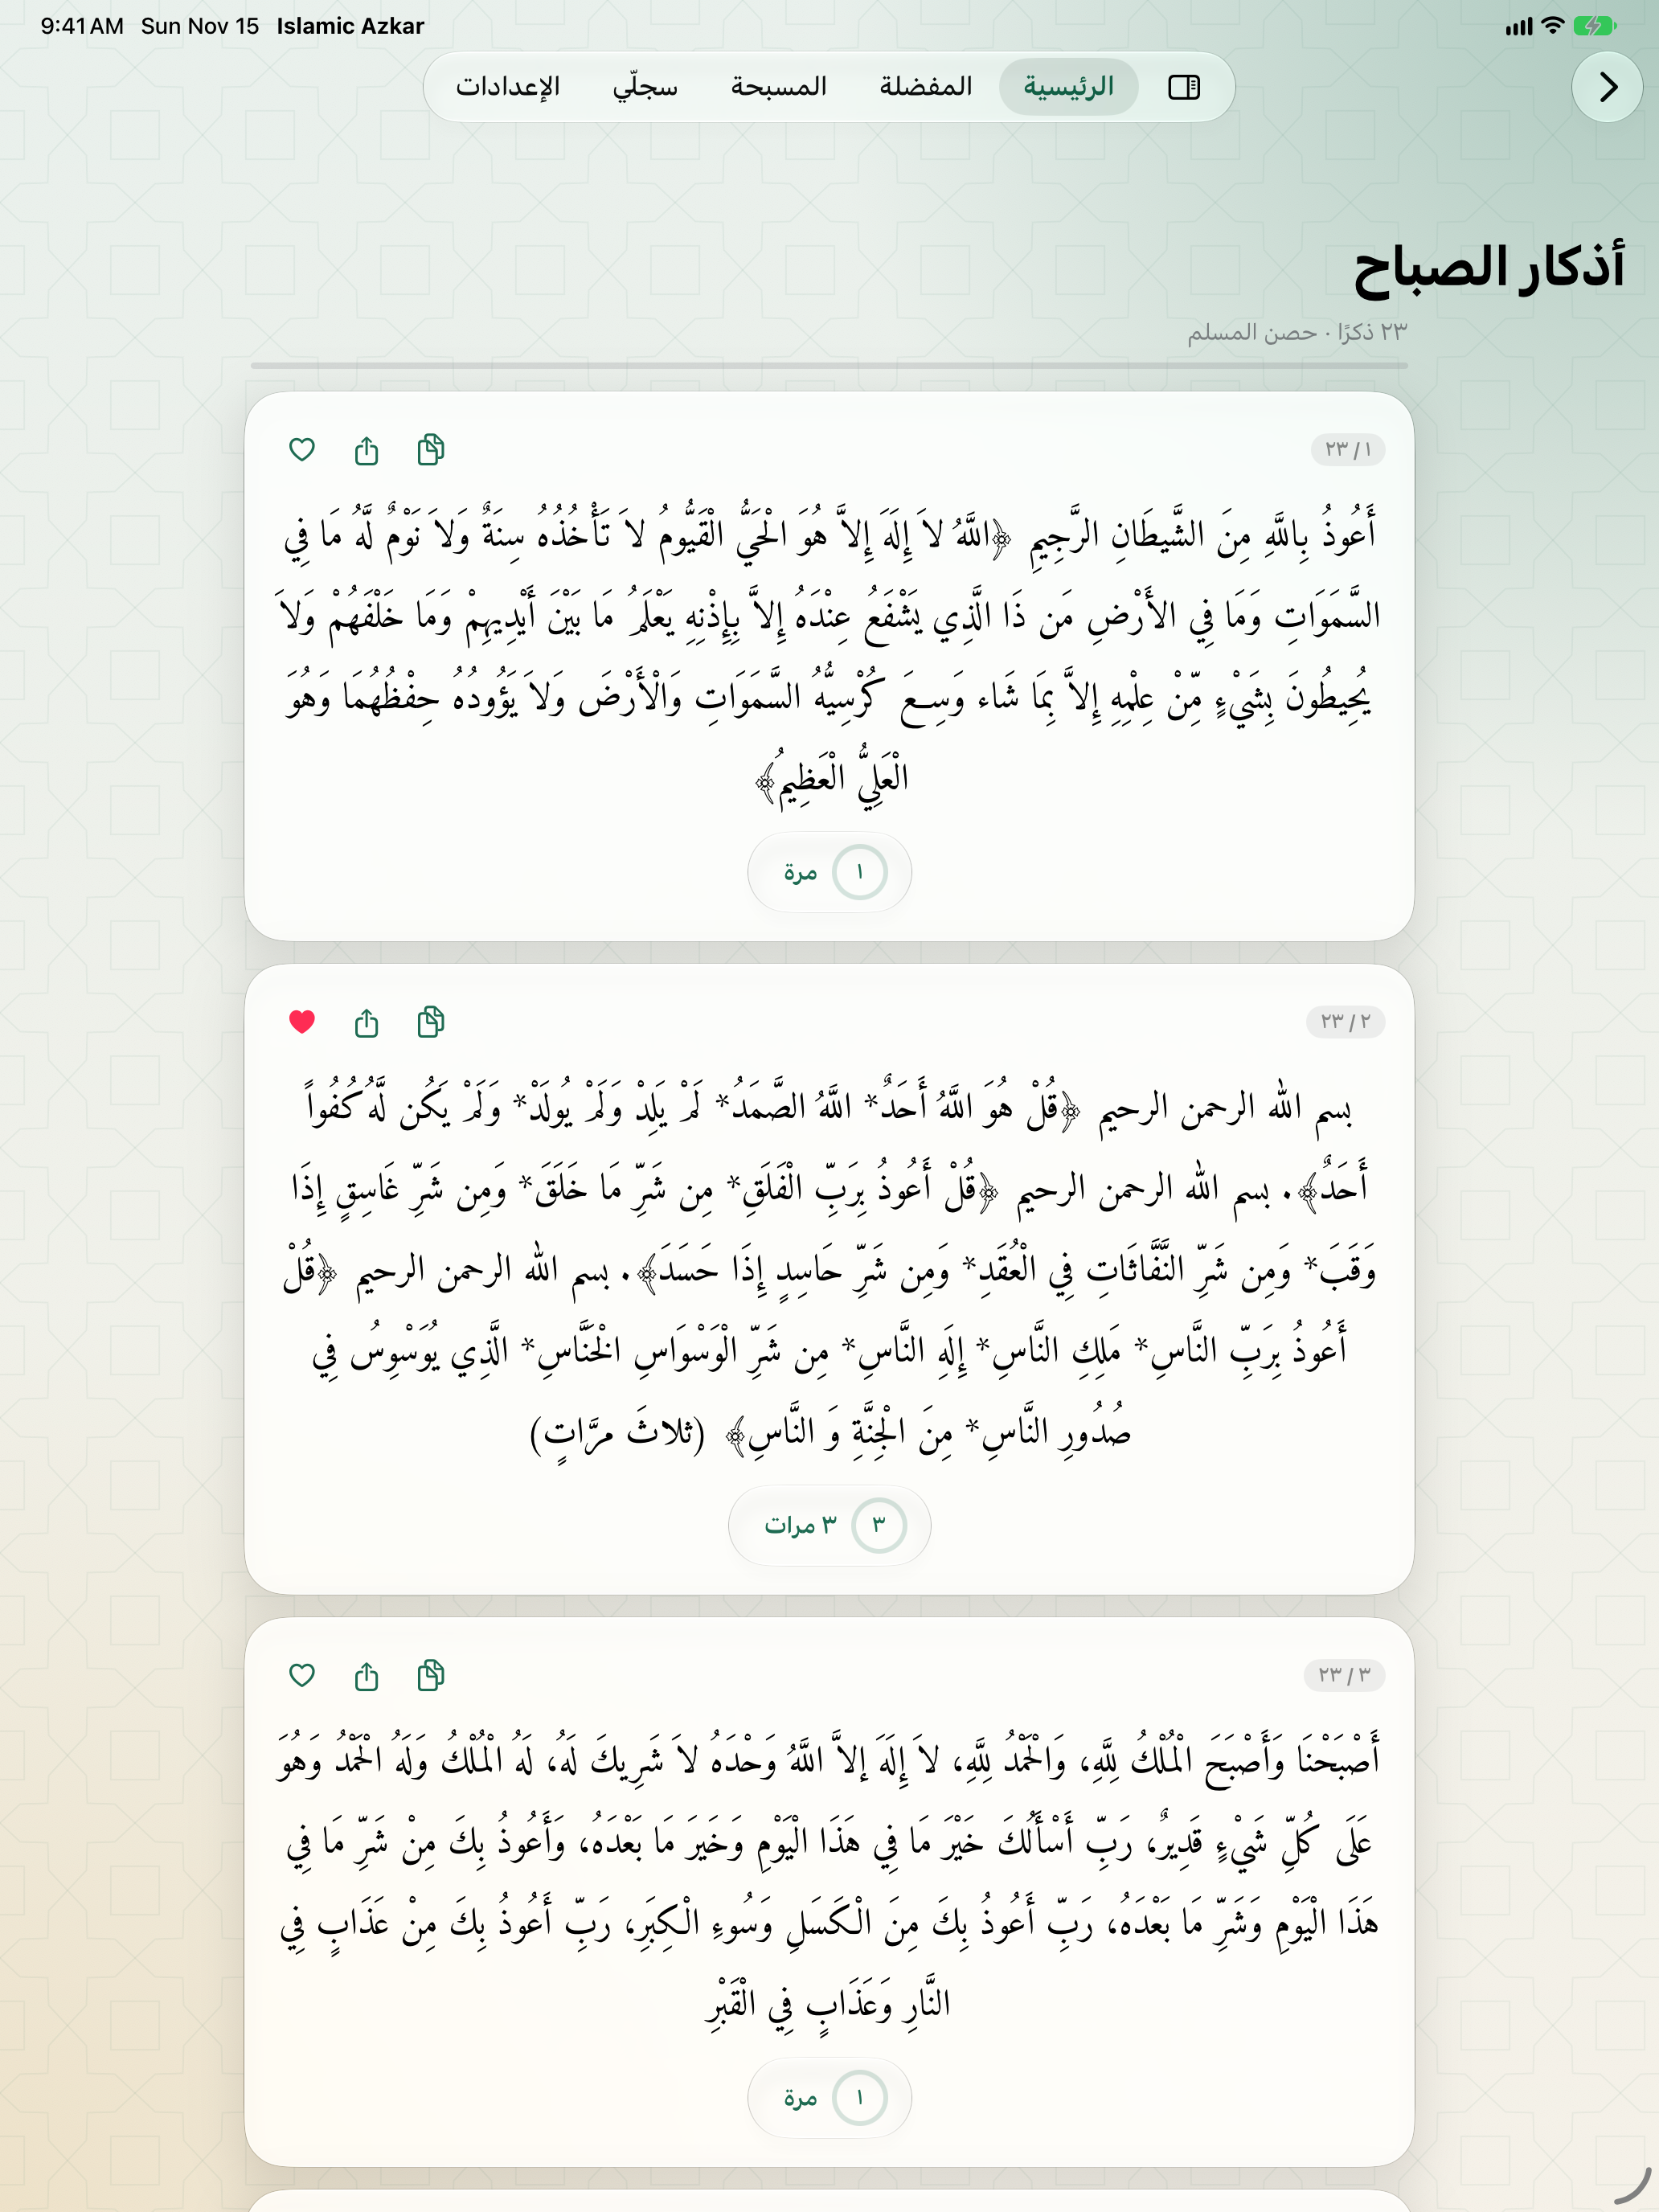 9:41 AM Sun Nov 15 Islamic Azkar
الرئيسية المفضلة المسبحة سجلّي الإعدادات
أذكار الصباح
٢٣ ذكرًا · حصن المسلم
١ / ٢٣
أَعُوذُ بِاللَّهِ مِنَ الشَّيطَانِ الرَّجِيمِ ﴿اللَّهُ لاَ إِلَهَ إِلاَّ هُوَ الْحَيُّ الْقَيُّومُ لاَ تَأْخُذُهُ سِنَةٌ وَلاَ نَوْمٌ لَّهُ مَا فِي
السَّمَوَاتِ وَمَا فِي الأَرْضِ مَن ذَا الَّذِي يَشْفَعُ عِنْدَهُ إِلاَّ بِإِذْنِهِ يَعْلَمُ مَا بَيْنَ أَيْدِيهِمْ وَمَا خَلْفَهُمْ وَلاَ
يُحِيطُونَ بِشَيْءٍ مِّنْ عِلْمِهِ إِلاَّ بِمَا شَاء وَسِعَ كُرْسِيُّهُ السَّمَوَاتِ وَالْأَرْضَ وَلاَ يَؤُودُهُ حِفْظُهُمَا وَهُوَ
الْعَلِيُّ الْعَظِيمُ﴾
١ مرة
٢ / ٢٣
بسم الله الرحمن الرحيم ﴿قُلْ هُوَ اللَّهُ أَحَدٌ* اللَّهُ الصَّمَدُ* لَمْ يَلِدْ وَلَمْ يُولَدْ* وَلَمْ يَكُن لَّهُ كُفُواً
أَحَدٌ﴾. بسم الله الرحمن الرحيم ﴿قُلْ أَعُوذُ بِرَبِّ الْفَلَقِ* مِن شَرِّ مَا خَلَقَ* وَمِن شَرِّ غَاسِقٍ إِذَا
وَقَبَ* وَمِن شَرِّ النَّفَّاثَاتِ فِي الْعُقَدِ* وَمِن شَرِّ حَاسِدٍ إِذَا حَسَدَ﴾. بسم الله الرحمن الرحيم ﴿قُلْ
أَعُوذُ بِرَبِّ النَّاسِ* مَلِكِ النَّاسِ* إِلَهِ النَّاسِ* مِن شَرِّ الْوَسْوَاسِ الْخَنَّاسِ* الَّذِي يُوَسْوِسُ فِي
صُدُورِ النَّاسِ* مِنَ الْجِنَّةِ وَ النَّاسِ﴾ (ثلاثَ مرَّاتٍ)
٣ ٣ مرات
٣ / ٢٣
أَصْبَحْنَا وَأَصْبَحَ الْمُلْكُ لِلَّهِ، وَالْحَمْدُ لِلَّهِ، لاَ إِلَهَ إلاَّ اللَّهُ وَحْدَهُ لاَ شَرِيكَ لَهُ، لَهُ الْمُلْكُ وَلَهُ الْحَمْدُ وَهُوَ
عَلَى كُلِّ شَيْءٍ قَدِيرٌ، رَبِّ أَسْأَلُكَ خَيْرَ مَا فِي هَذَا الْيَوْمِ وَخَيرَ مَا بَعْدَهُ، وَأَعُوذُ بِكَ مِنْ شَرِّ مَا فِي
هَذَا الْيَوْمِ وَشَرِّ مَا بَعْدَهُ، رَبِّ أَعُوذُ بِكَ مِنَ الْكَسَلِ وَسُوءِ الْكِبَرِ، رَبِّ أَعُوذُ بِكَ مِنْ عَذَابٍ فِي
النَّارِ وَعَذَابٍ فِي الْقَبْرِ
١ مرة